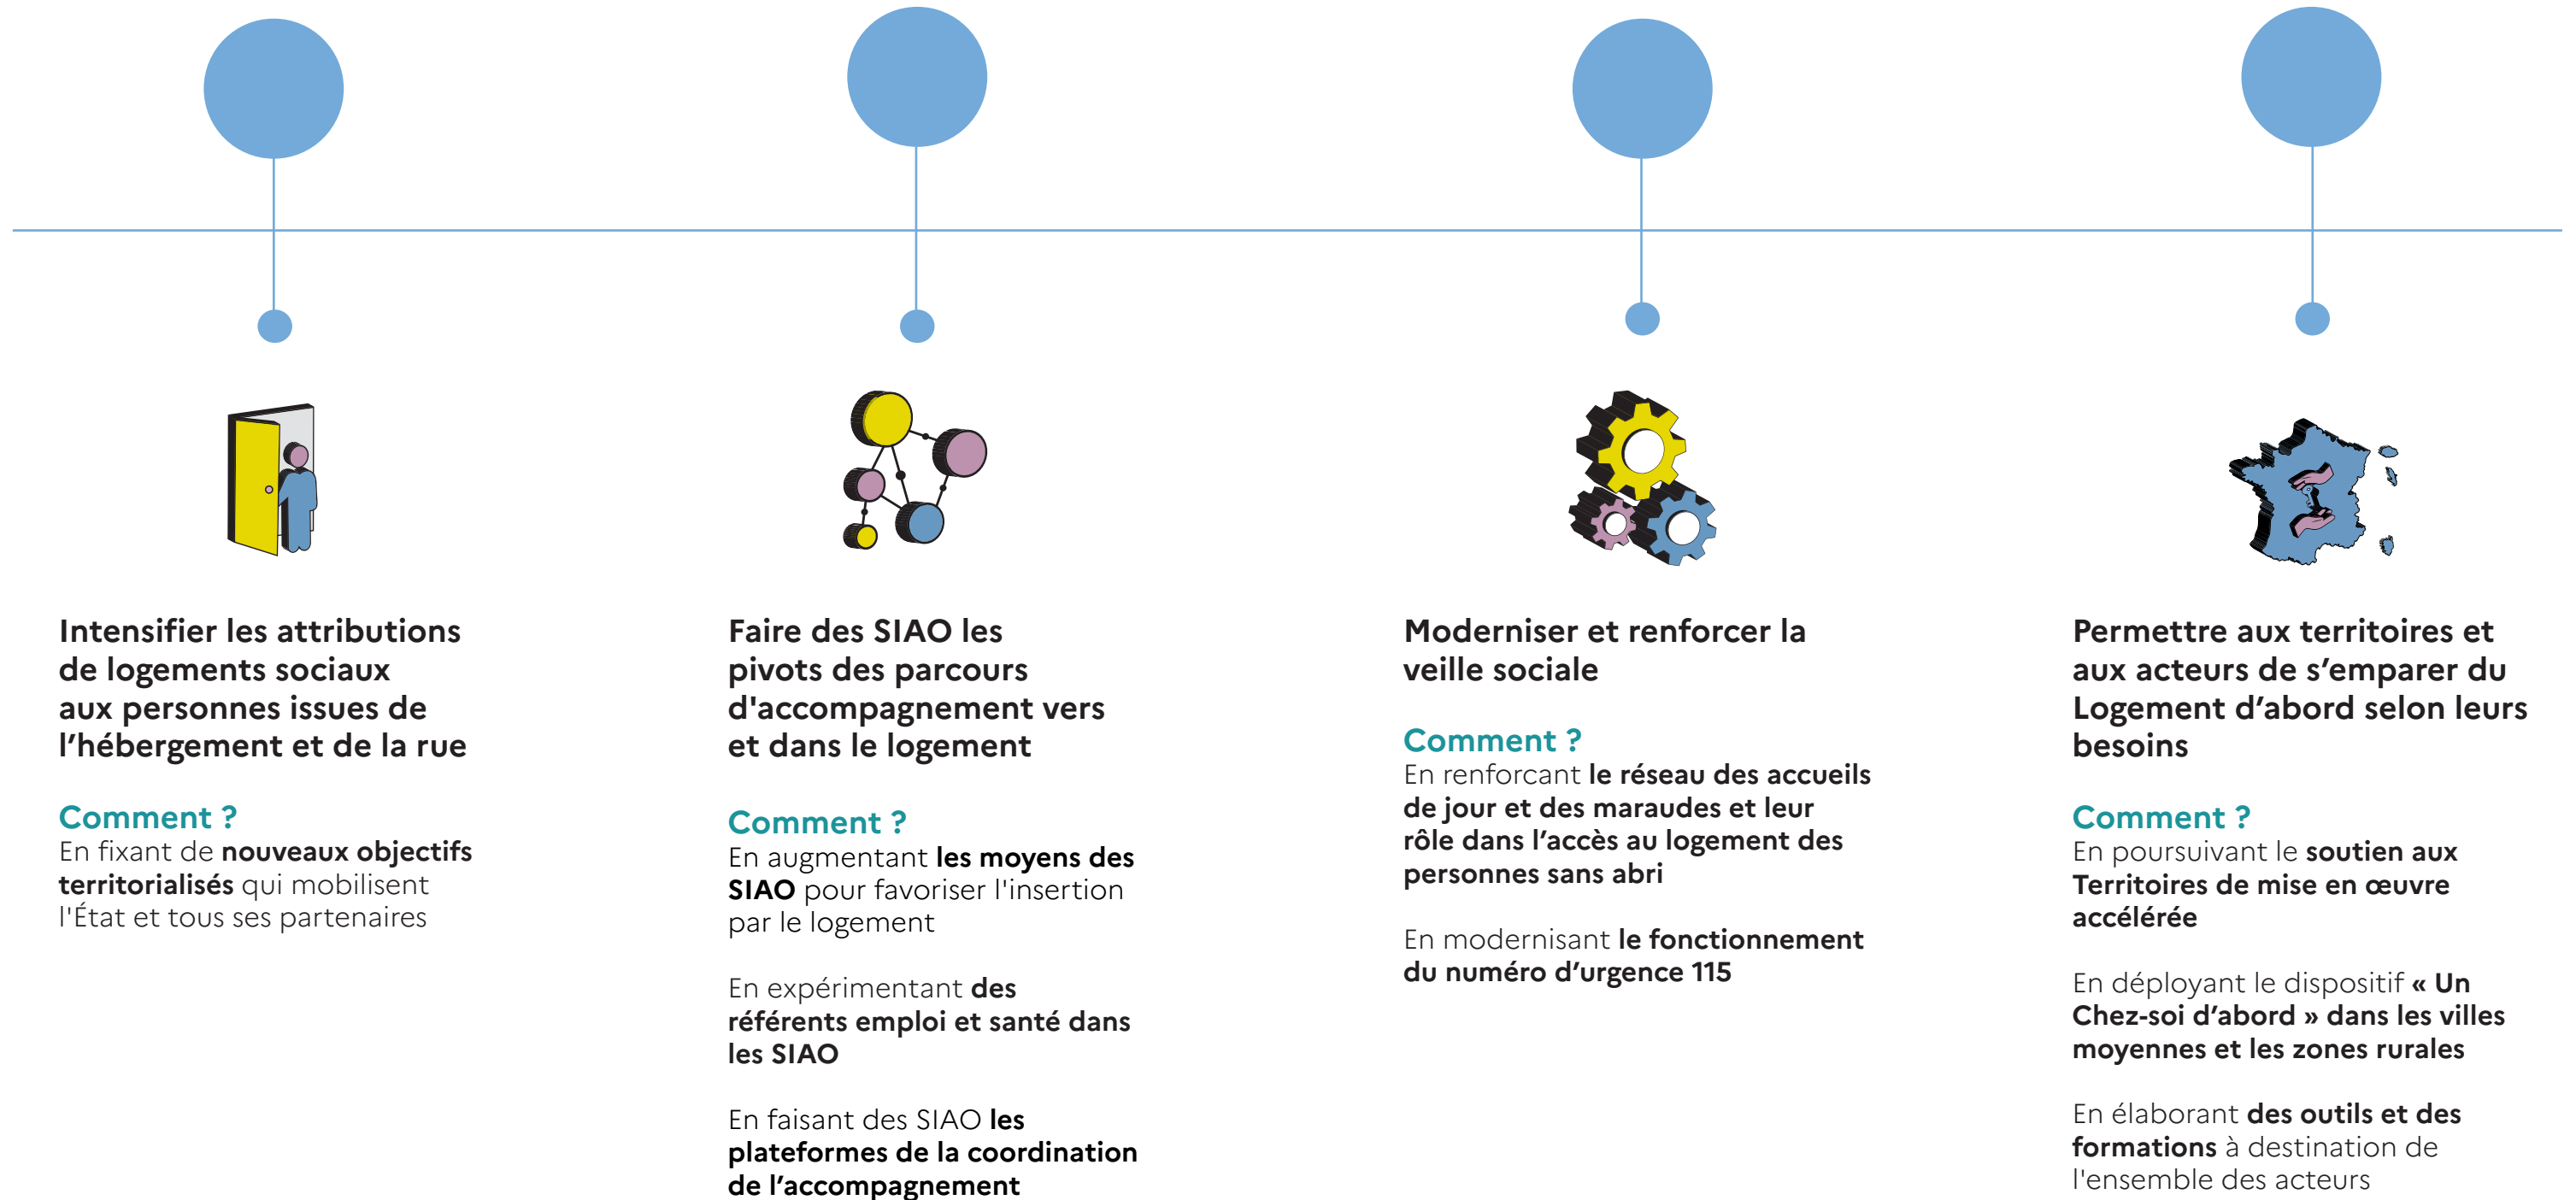 Intensifier les attributions
de logements sociaux
aux personnes issues de
l’hébergement et de la rue
Comment ?
En fixant de nouveaux objectifs
territorialisés qui mobilisent
l'État et tous ses partenaires
Faire des SIAO les
pivots des parcours
d'accompagnement vers
et dans le logement
Comment ?
En augmentant les moyens des
SIAO pour favoriser l'insertion
par le logement
En expérimentant des
référents emploi et santé dans
les SIAO
En faisant des SIAO les
plateformes de la coordination
de l’accompagnement
Moderniser et renforcer la
veille sociale
Comment ?
En renforcant le réseau des accueils
de jour et des maraudes et leur
rôle dans l’accès au logement des
personnes sans abri
En modernisant le fonctionnement
du numéro d’urgence 115
Permettre aux territoires et
aux acteurs de s’emparer du
Logement d’abord selon leurs
besoins
Comment ?
En poursuivant le soutien aux
Territoires de mise en œuvre
accélérée
En déployant le dispositif « Un
Chez-soi d’abord » dans les villes
moyennes et les zones rurales
En élaborant des outils et des
formations à destination de
l'ensemble des acteurs